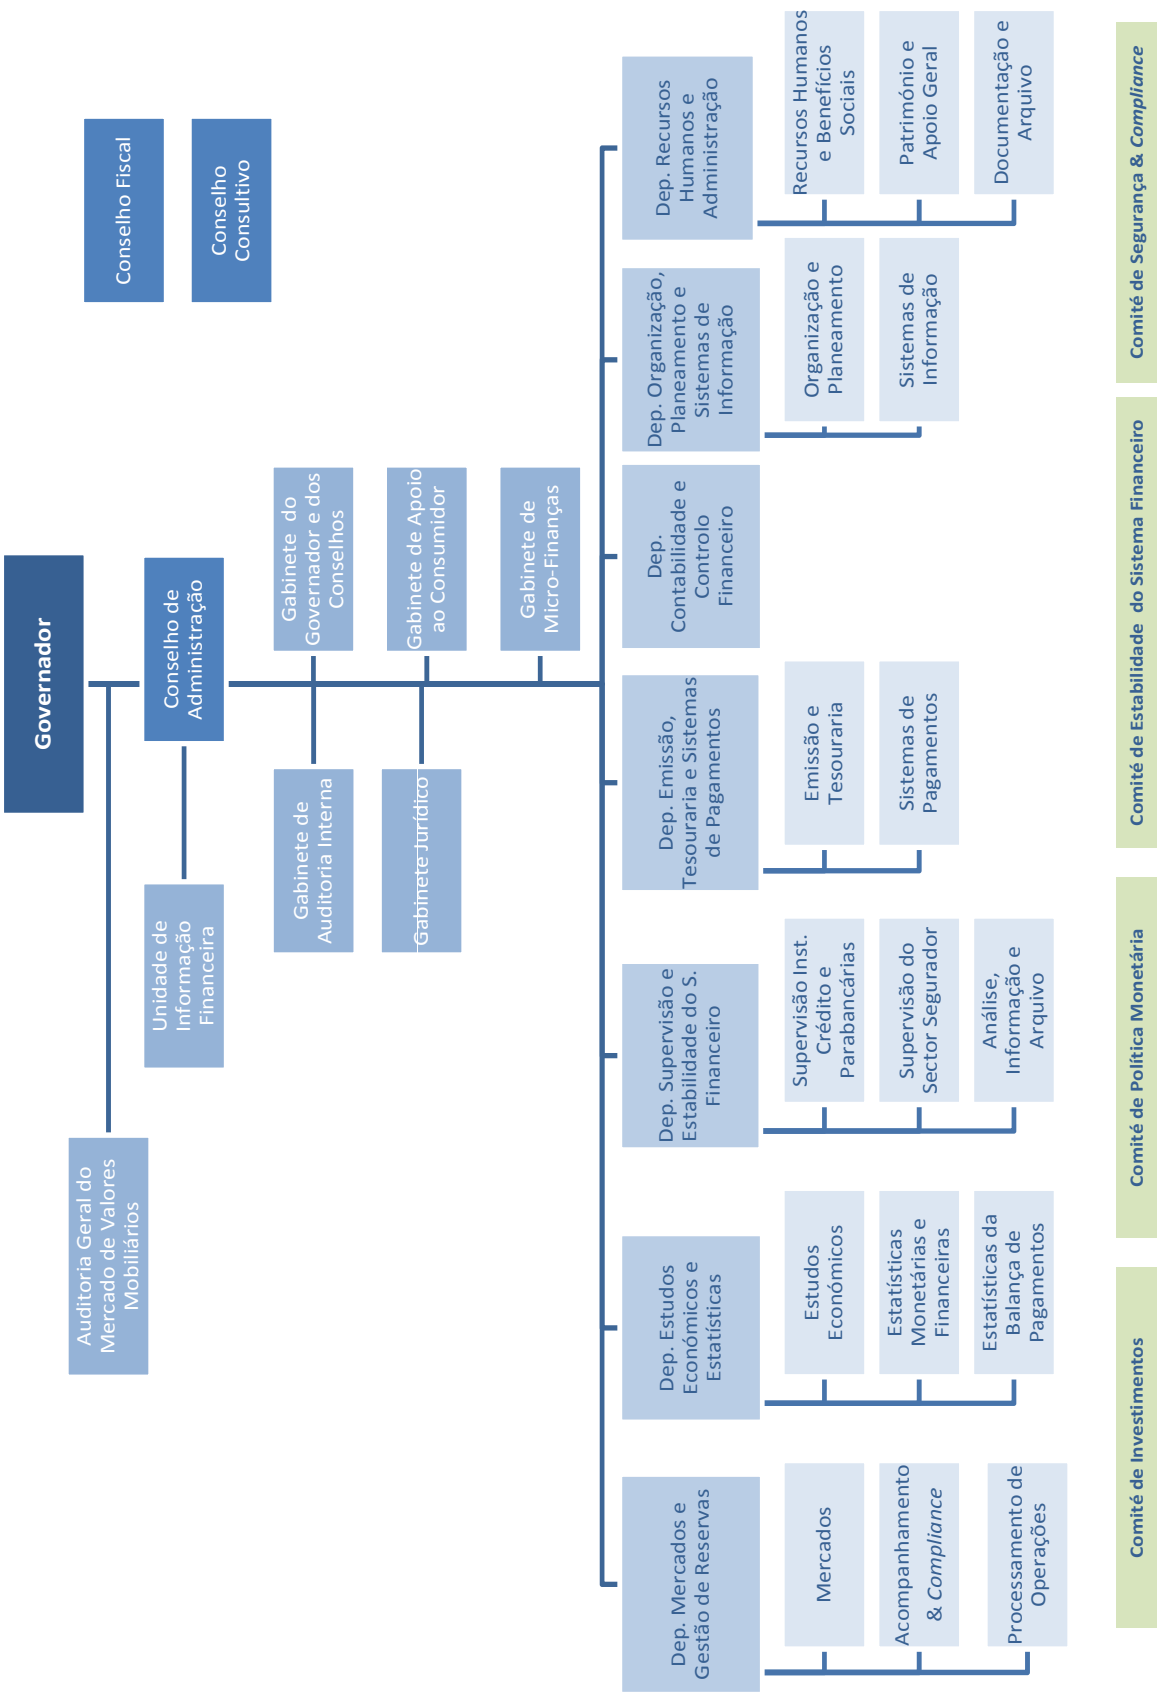 Governador
Conselho Fiscal
Conselho
Consultivo
Auditoria Geral do
Mercado de Valores
Mobiliários
Conselho de
Administração
Unidade de
Informação
Financeira
Gabinete de
Auditoria Interna
Gabinete do
Governador e dos
Conselhos
Gabinete Jurídico
Gabinete de Apoio
ao Consumidor
Gabinete de
Micro-Finanças
Dep. Mercados e
Gestão de Reservas
Mercados
Acompanhamento
& Compliance
Processamento de
Operações
Dep. Estudos
Económicos e
Estatísticas
Estudos
Económicos
Estatísticas
Monetárias e
Financeiras
Estatísticas da
Balança de
Pagamentos
Dep. Supervisão e
Estabilidade do S.
Financeiro
Supervisão Inst.
Crédito e
Parabancárias
Supervisão do
Sector Segurador
Análise,
Informação e
Arquivo
Dep. Emissão,
Tesouraria e Sistemas
de Pagamentos
Emissão e
Tesouraria
Sistemas de
Pagamentos
Dep.
Contabilidade e
Controlo
Financeiro
Dep. Organização,
Planeamento e
Sistemas de
Informação
Organização e
Planeamento
Sistemas de
Informação
Dep. Recursos
Humanos e
Administração
Recursos Humanos
e Benefícios
Sociais
Património e
Apoio Geral
Documentação e
Arquivo
Comité de Investimentos
Comité de Política Monetária
Comité de Estabilidade do Sistema Financeiro
Comité de Segurança & Compliance